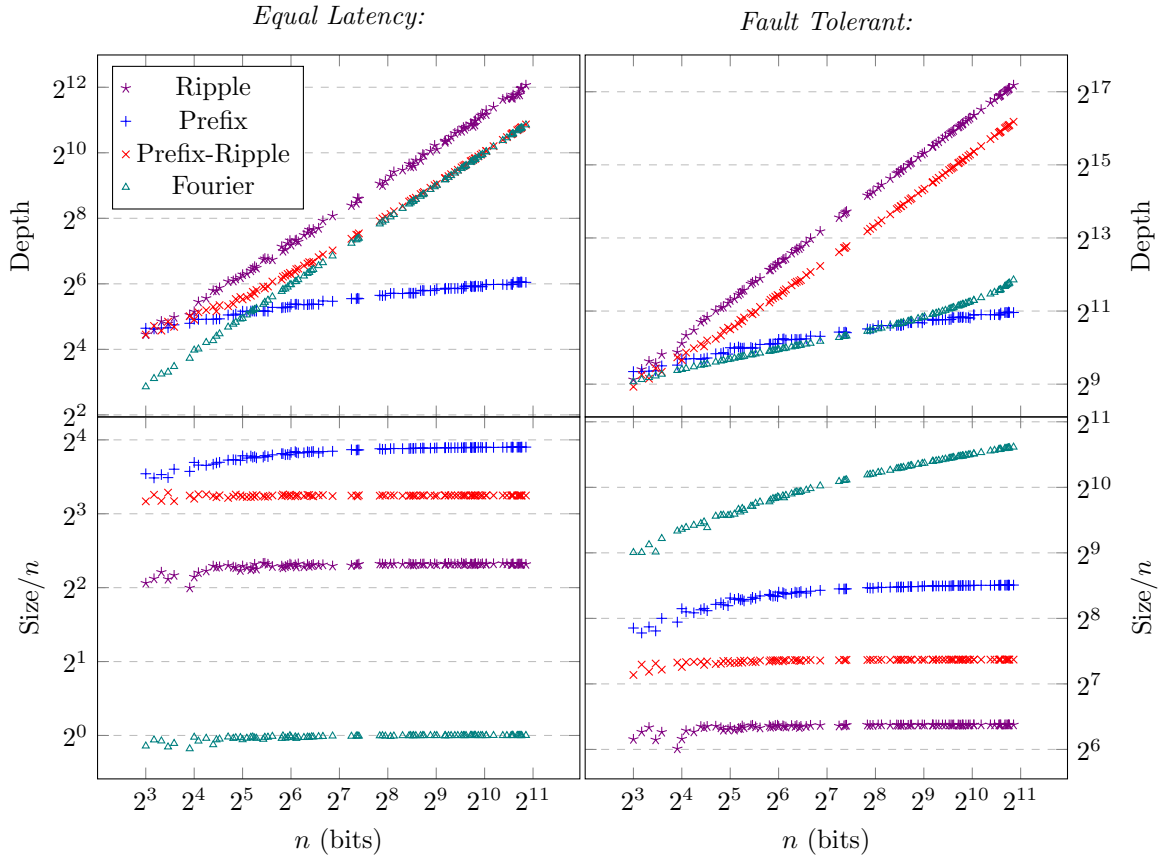 Equal Latency:
Fault Tolerant:
Ripple
Prefix
Prefix-Ripple
Fourier
Depth
2^12
2^10
2^8
2^6
2^4
2^2
Depth
2^17
2^15
2^13
2^11
2^9
Size/n
2^4
2^3
2^2
2^1
2^0
Size/n
2^11
2^10
2^9
2^8
2^7
2^6
2^3 2^4 2^5 2^6 2^7 2^8 2^9 2^10 2^11
n (bits)
2^3 2^4 2^5 2^6 2^7 2^8 2^9 2^10 2^11
n (bits)